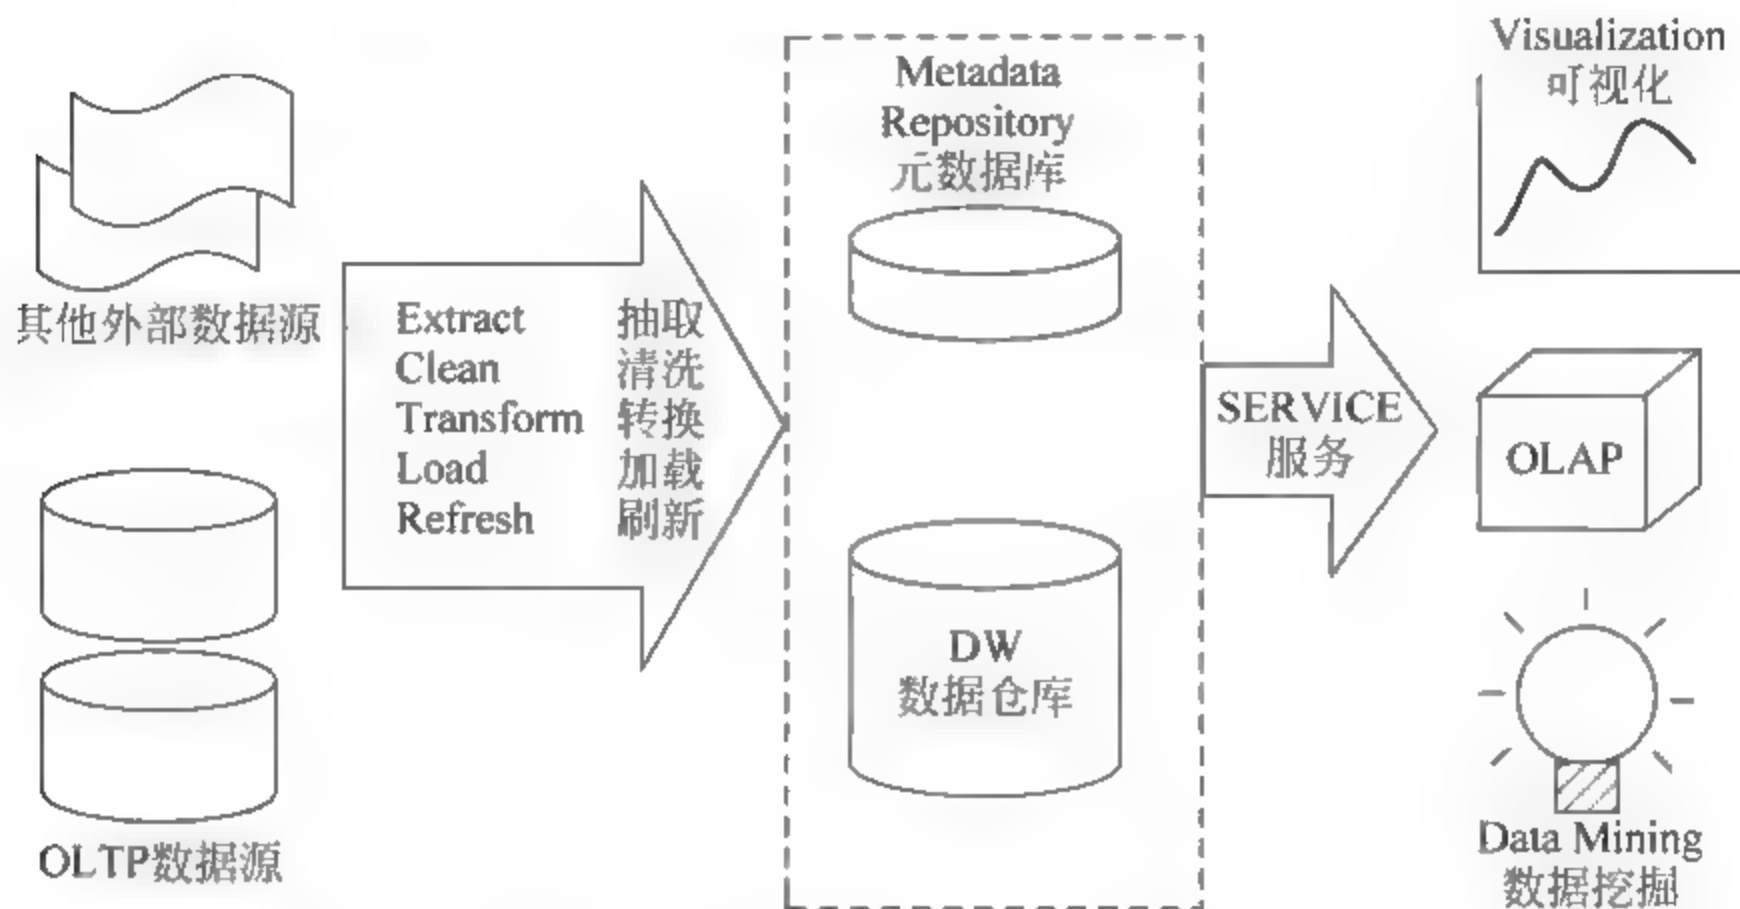 其他外部数据源
OLTP数据源
Extract 抽取
Clean 清洗
Transform 转换
Load 加载
Refresh 刷新
Metadata
Repository
元数据库
DW
数据仓库
SERVICE
服务
Visualization
可视化
OLAP
Data Mining
数据挖掘